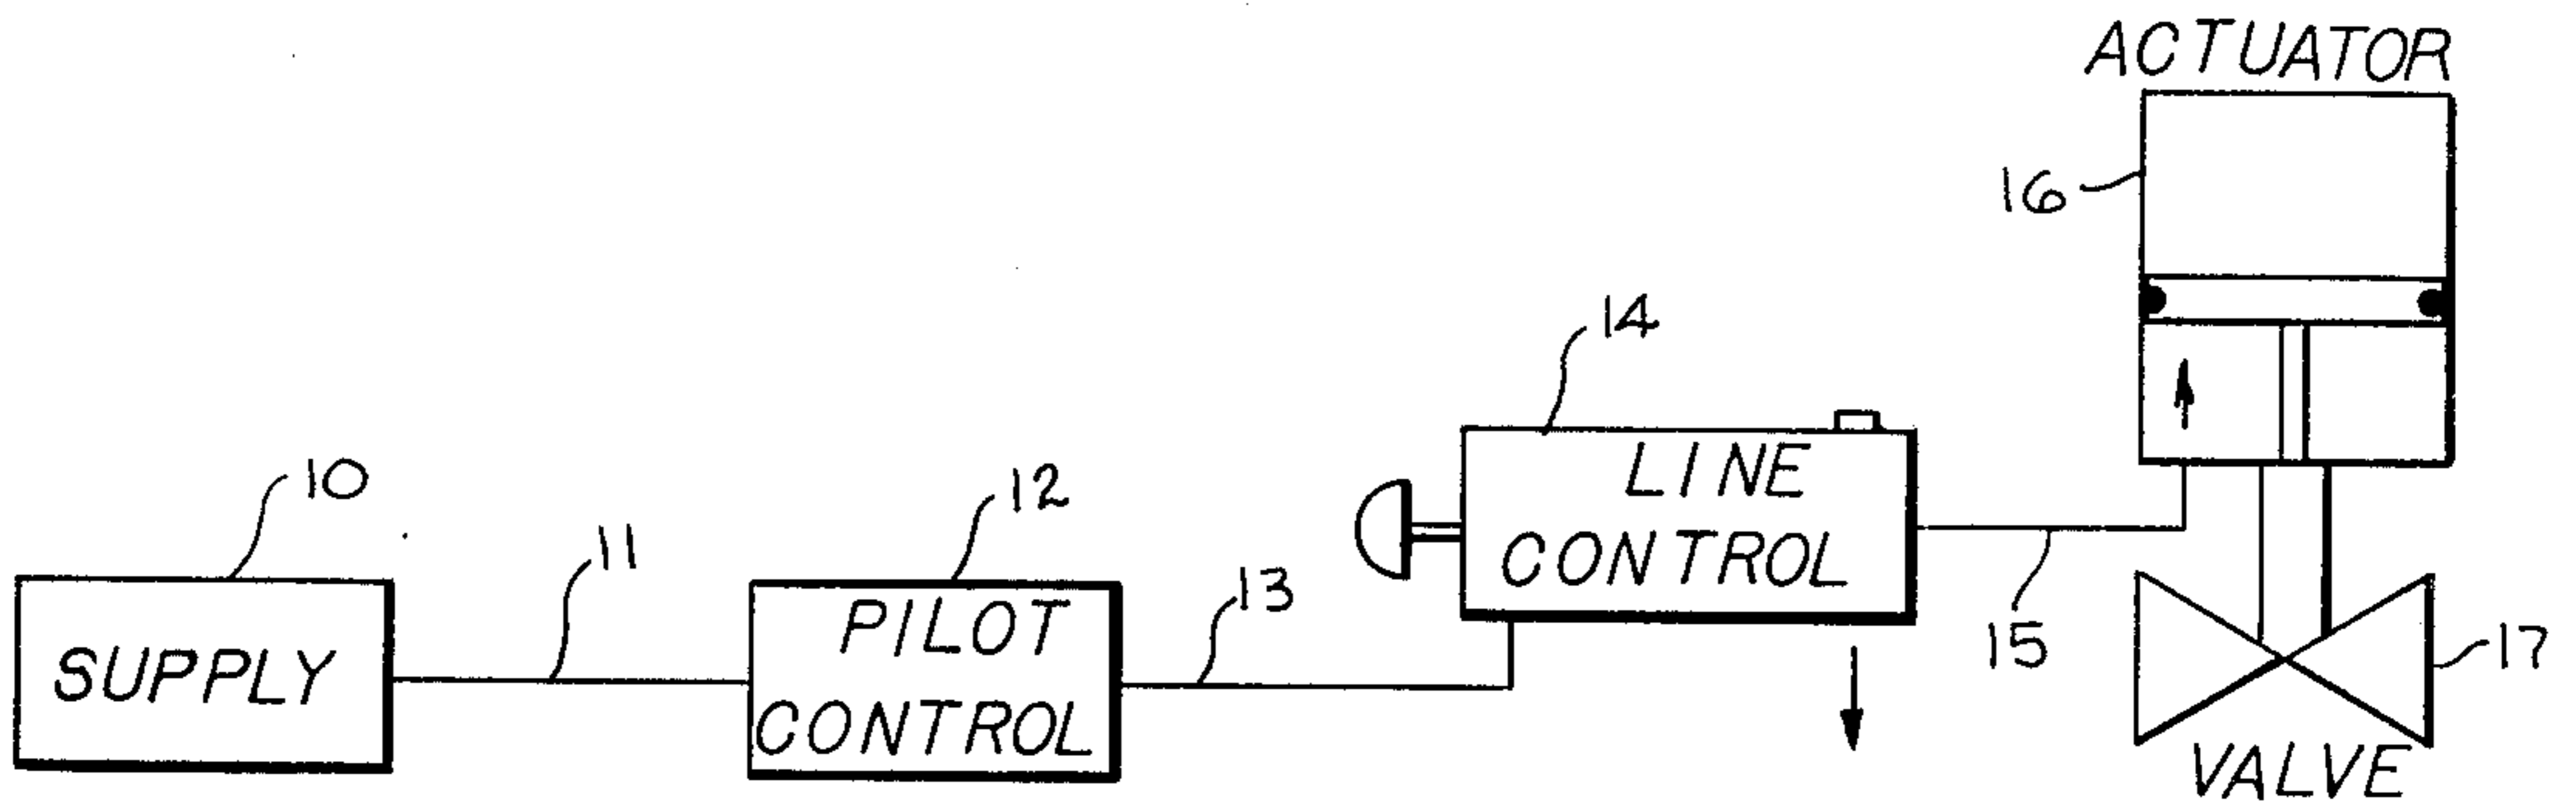 ACTUATOR
16
14
LINE
CONTROL
10
11
12
13
15
17
SUPPLY
PILOT
CONTROL
VALVE